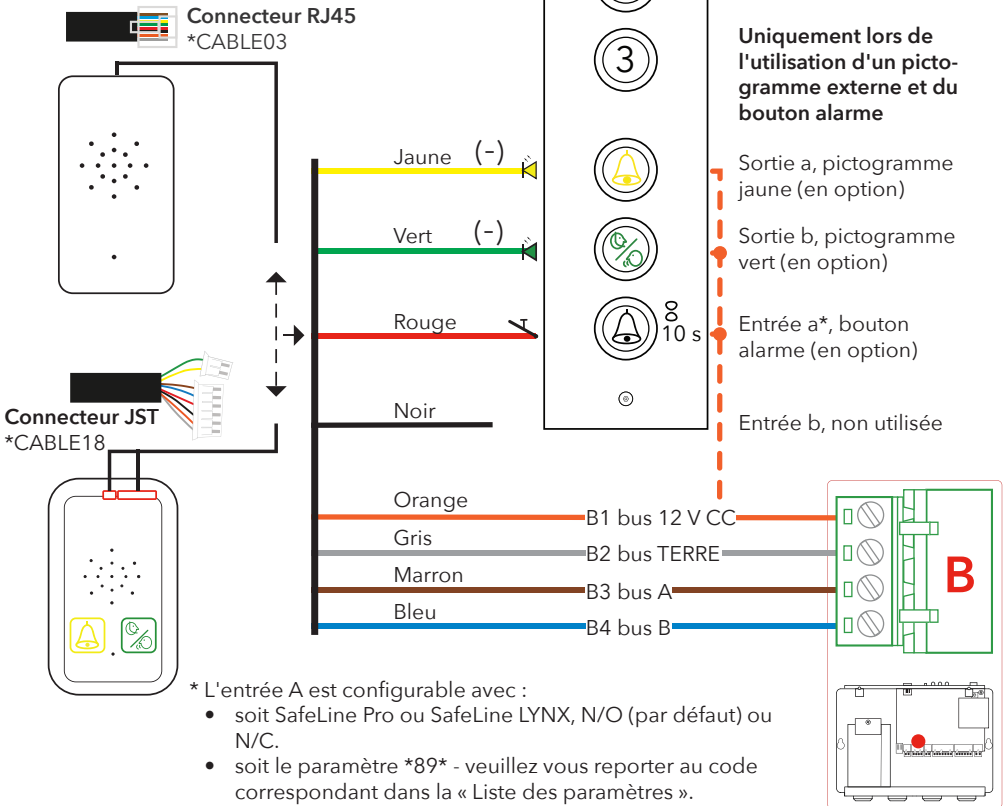 Connecteur RJ45
*CABLE03
3
Uniquement lors de
l'utilisation d'un picto-
gramme externe et du
bouton alarme
Jaune (-)
Sortie a, pictogramme
jaune (en option)
Vert (-)
Sortie b, pictogramme
vert (en option)
Rouge
10 s
Entrée a*, bouton
alarme (en option)
Connecteur JST
*CABLE18
Noir
Entrée b, non utilisée
Orange
B1 bus 12 V CC
Gris
B2 bus TERRE
Marron
B3 bus A
Bleu
B4 bus B
B
* L'entrée A est configurable avec :
• soit SafeLine Pro ou SafeLine LYNX, N/O (par défaut) ou
N/C.
• soit le paramètre *89* - veuillez vous reporter au code
correspondant dans la « Liste des paramètres ».